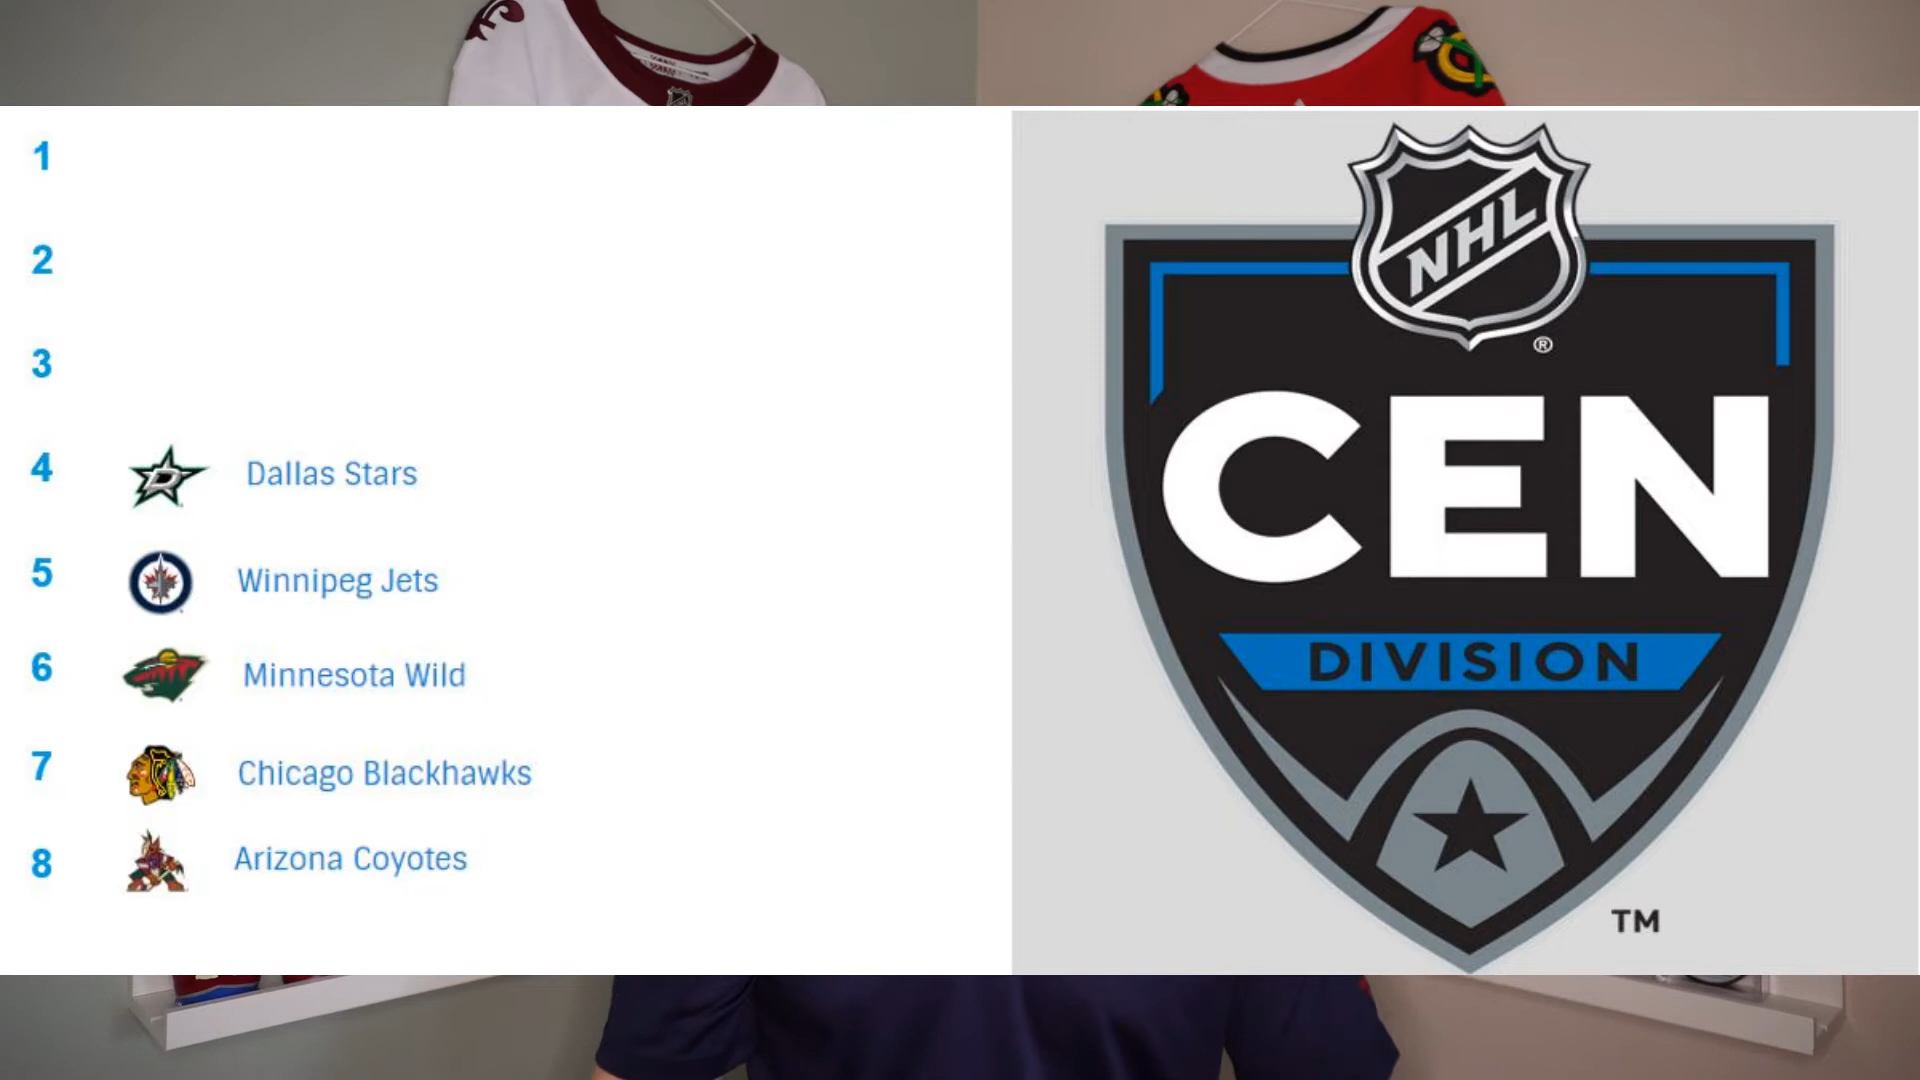 1
2
3
4 Dallas Stars
5 Winnipeg Jets
6 Minnesota Wild
7 Chicago Blackhawks
8 Arizona Coyotes
NHL
®
CEN
DIVISION
TM